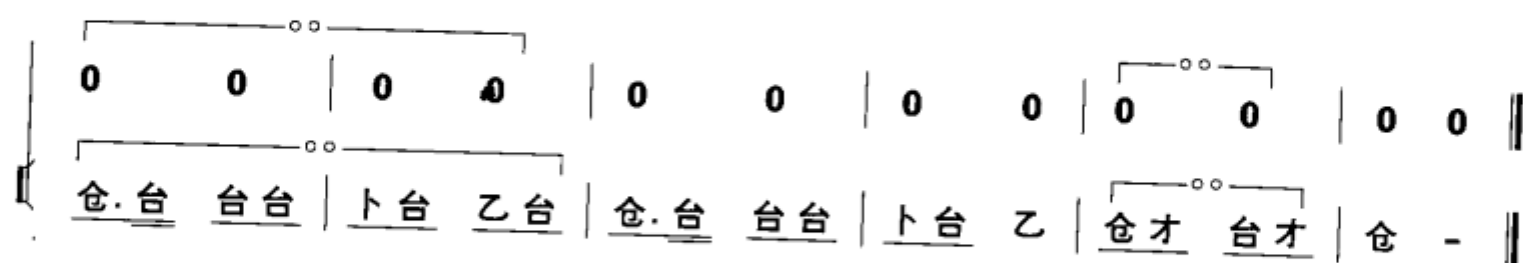 0 0 | 0 0 | 0 0 | 0 0 | 0 0 | 0 0 ‖
仓.台 台台 | 卜台 乙台 | 仓.台 台台 | 卜台 乙 | 仓才 台才 | 仓 - ‖